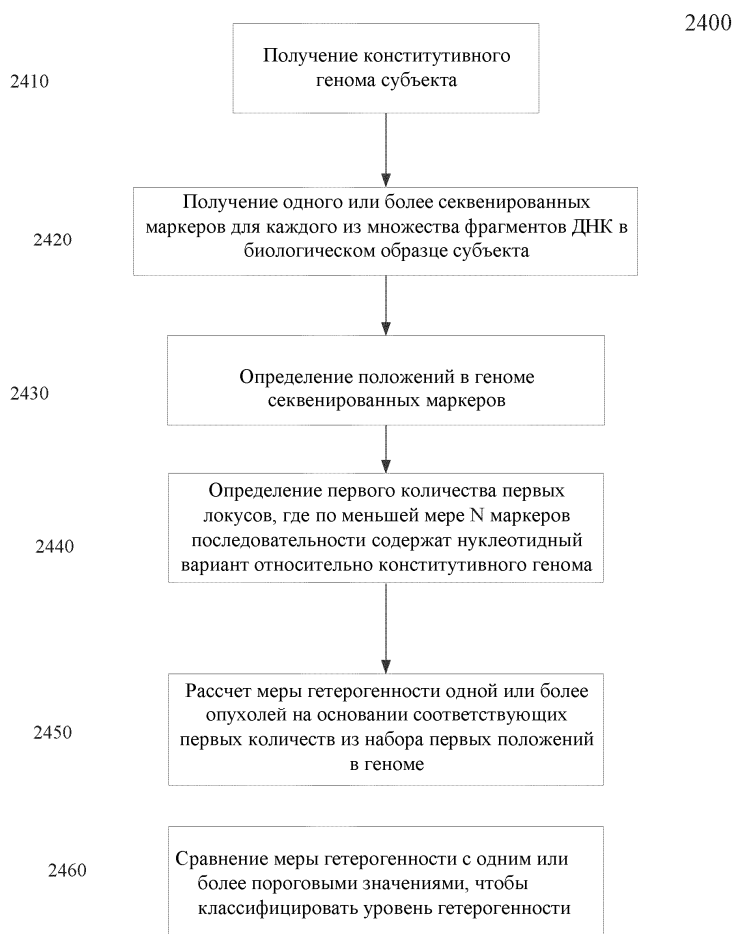 2400
2410
Получение конститутивного
генома субъекта
2420
Получение одного или более секвенированных
маркеров для каждого из множества фрагментов ДНК в
биологическом образце субъекта
2430
Определение положений в геноме
секвенированных маркеров
2440
Определение первого количества первых
локусов, где по меньшей мере N маркеров
последовательности содержат нуклеотидный
вариант относительно конститутивного генома
2450
Рассчет меры гетерогенности одной или более
опухолей на основании соответствующих
первых количеств из набора первых положений
в геноме
2460
Сравнение меры гетерогенности с одним или
более пороговыми значениями, чтобы
классифицировать уровень гетерогенности